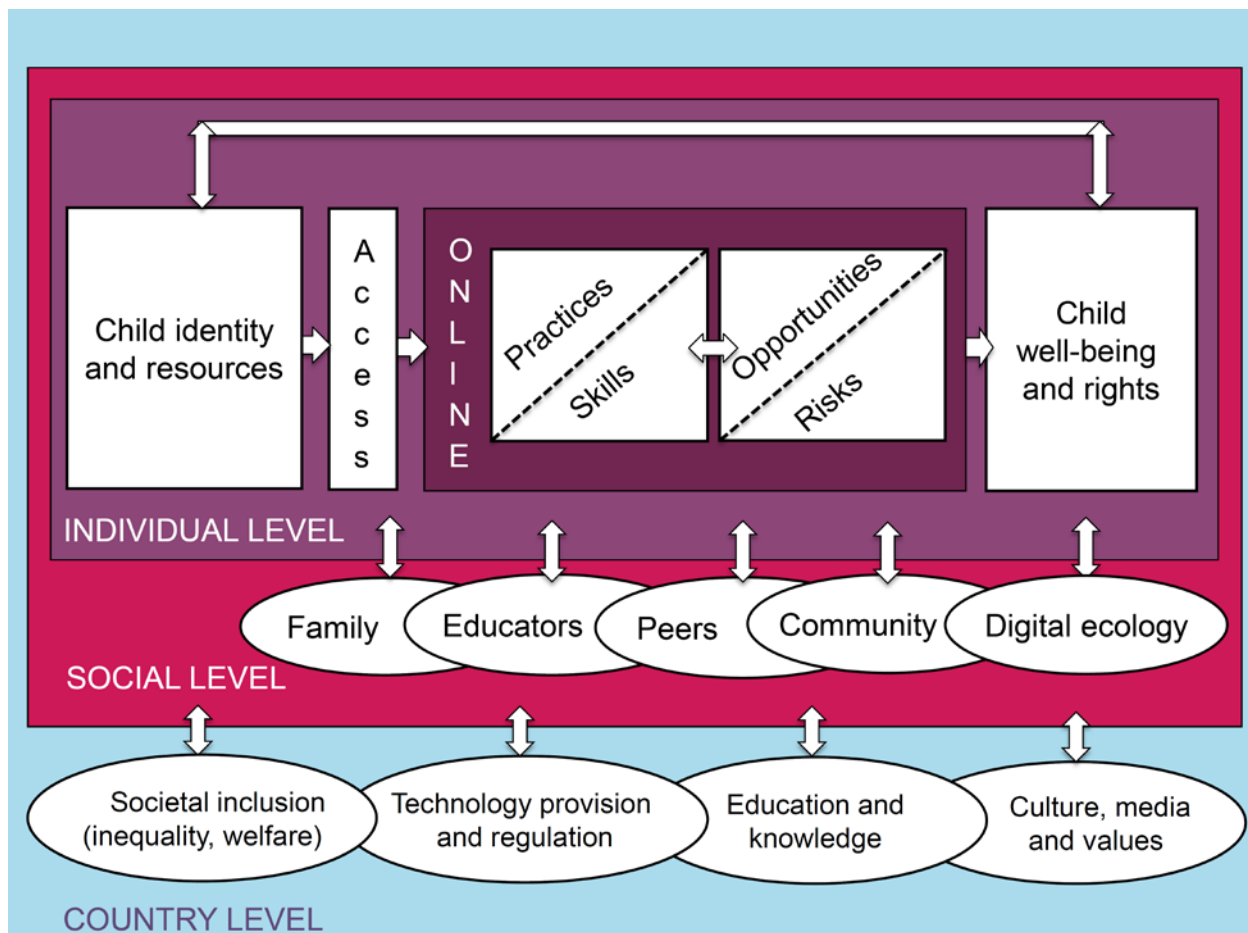 Child identity
and resources
Access
ONLINE
Practices
Skills
Opportunities
Risks
Child
well-being
and rights
INDIVIDUAL LEVEL
Family
Educators
Peers
Community
Digital ecology
SOCIAL LEVEL
Societal inclusion
(inequality, welfare)
Technology provision
and regulation
Education and
knowledge
Culture, media
and values
COUNTRY LEVEL